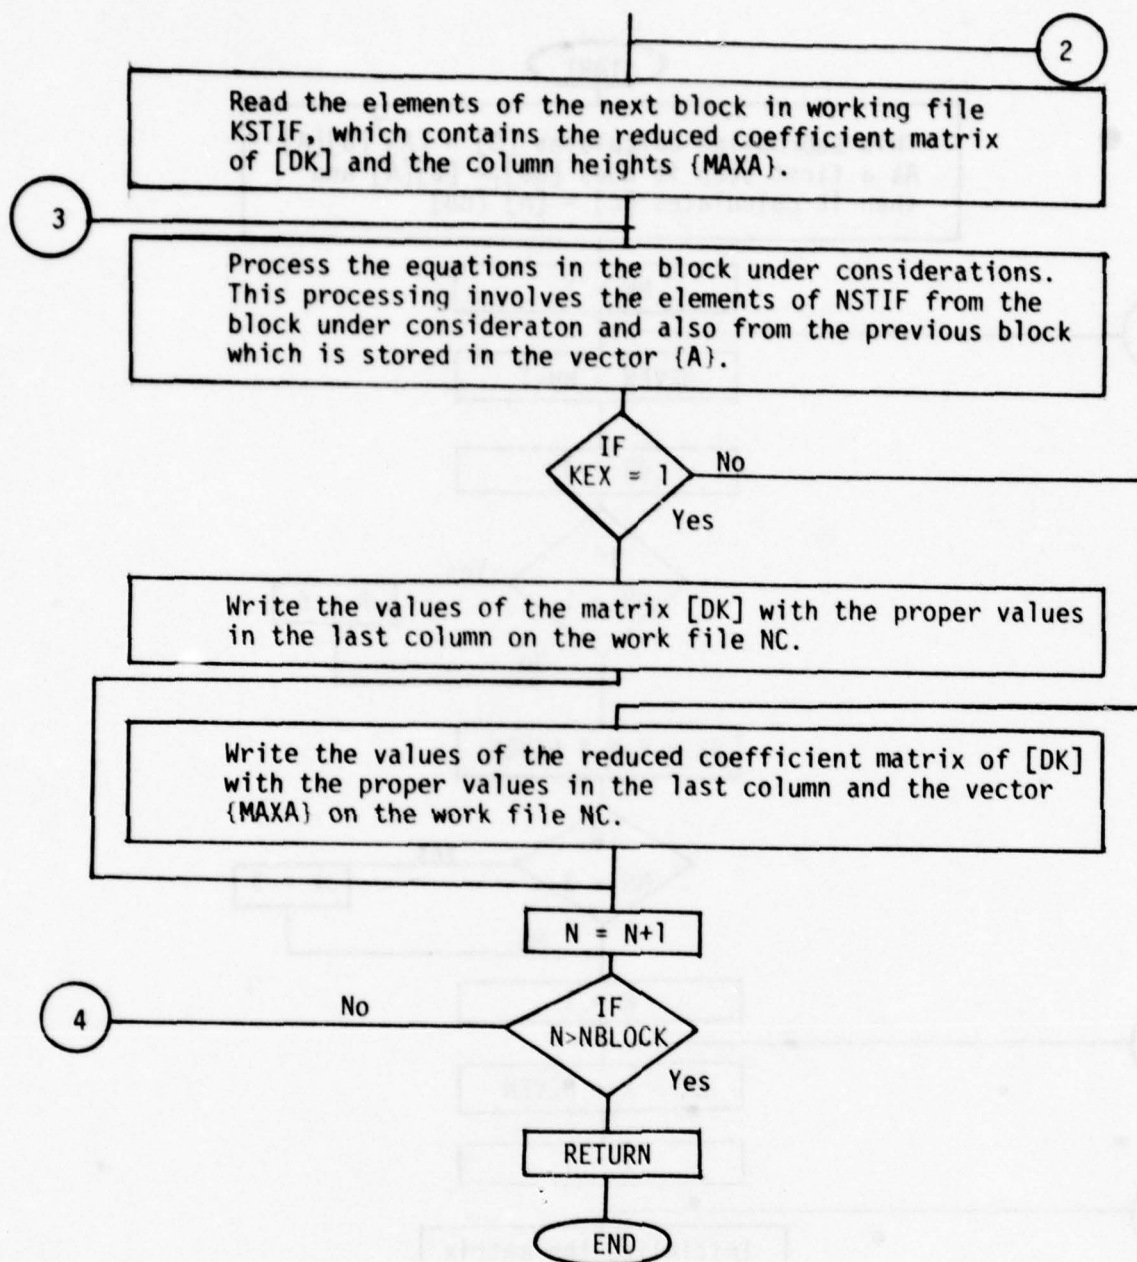 2
Read the elements of the next block in working file
KSTIF, which contains the reduced coefficient matrix
of [DK] and the column heights {MAXA}.
3
Process the equations in the block under considerations.
This processing involves the elements of NSTIF from the
block under consideraton and also from the previous block
which is stored in the vector {A}.
IF
KEX = 1
No
Yes
Write the values of the matrix [DK] with the proper values
in the last column on the work file NC.
Write the values of the reduced coefficient matrix of [DK]
with the proper values in the last column and the vector
{MAXA} on the work file NC.
N = N+1
4
No
IF
N>NBLOCK
Yes
RETURN
END